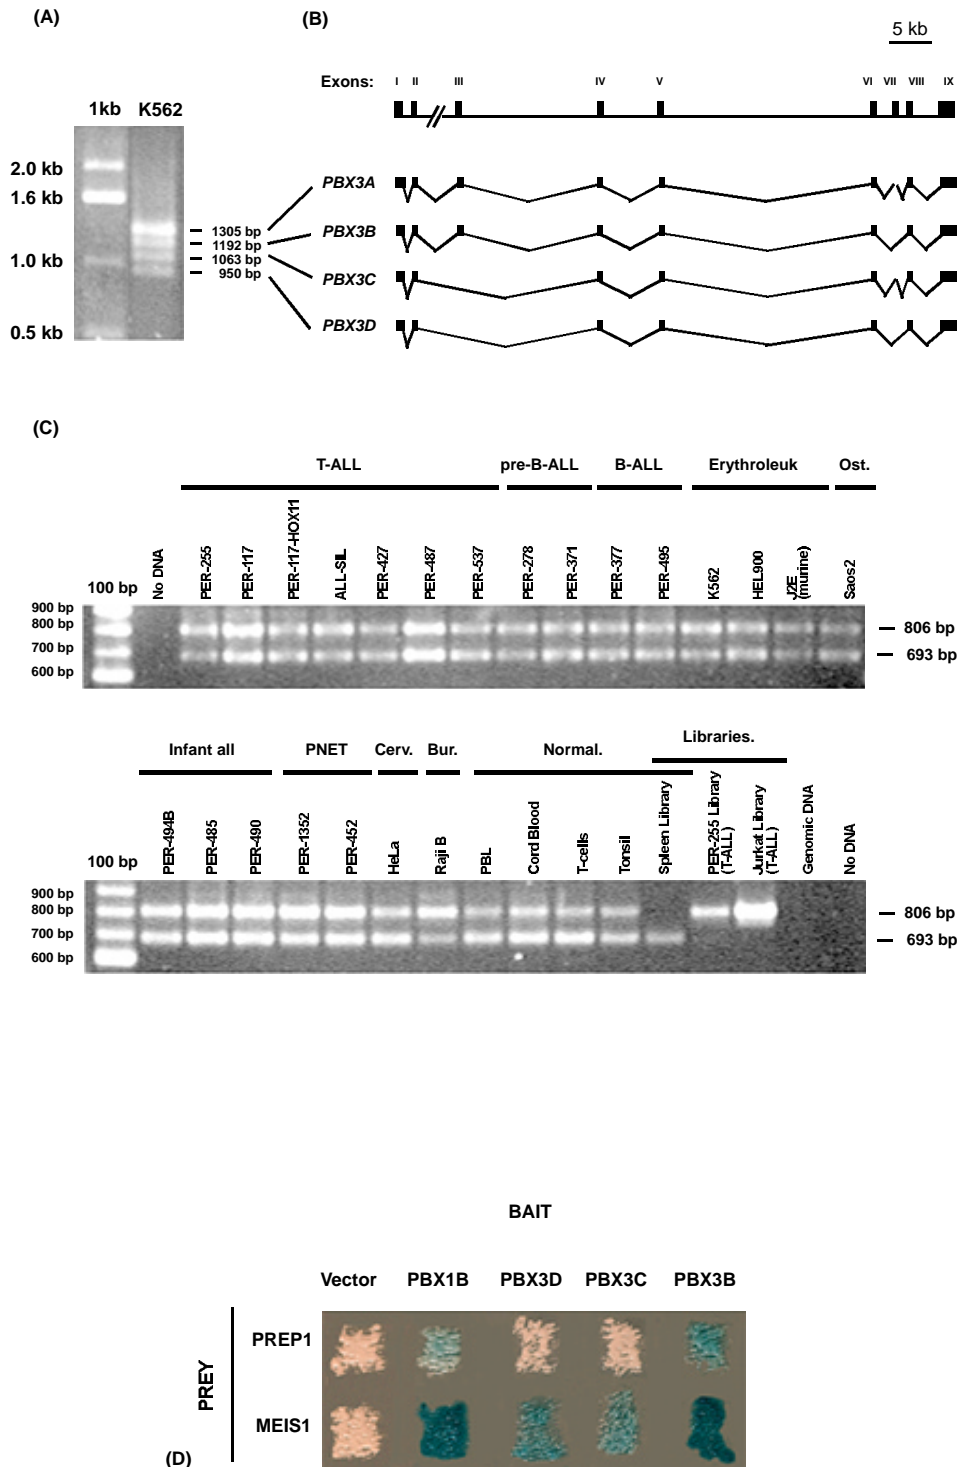 (A)
(B)
5 kb
Exons:
I II III IV V VI VII VIII IX
1kb K562
2.0 kb
1.6 kb
1.0 kb
0.5 kb
1305 bp
1192 bp
1063 bp
950 bp
PBX3A
PBX3B
PBX3C
PBX3D
(C)
T-ALL pre-B-ALL B-ALL Erythroleuk Ost.
100 bp
No DNA
PER-255
PER-117
PER-117-HOX11
ALL-SIL
PER-427
PER-487
PER-537
PER-278
PER-371
PER-377
PER-495
K562
HEL900
J2E
(murine)
Saos2
900 bp
800 bp
700 bp
600 bp
806 bp
693 bp
Infant all PNET Cerv. Bur. Normal. Libraries.
100 bp
PER-494B
PER-485
PER-490
PER-1352
PER-452
HeLa
Raji B
PBL
Cord Blood
T-cells
Tonsil
Spleen Library
PER-255 Library
(T-ALL)
Jurkat Library
(T-ALL)
Genomic DNA
No DNA
900 bp
800 bp
700 bp
600 bp
806 bp
693 bp
BAIT
Vector PBX1B PBX3D PBX3C PBX3B
PREY
PREP1
MEIS1
(D)